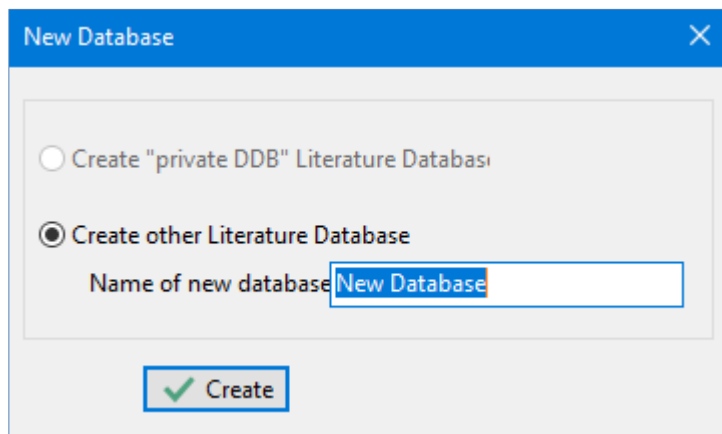 New Database
Create "private DDB" Literature Databas
Create other Literature Database
Name of new database New Database
Create